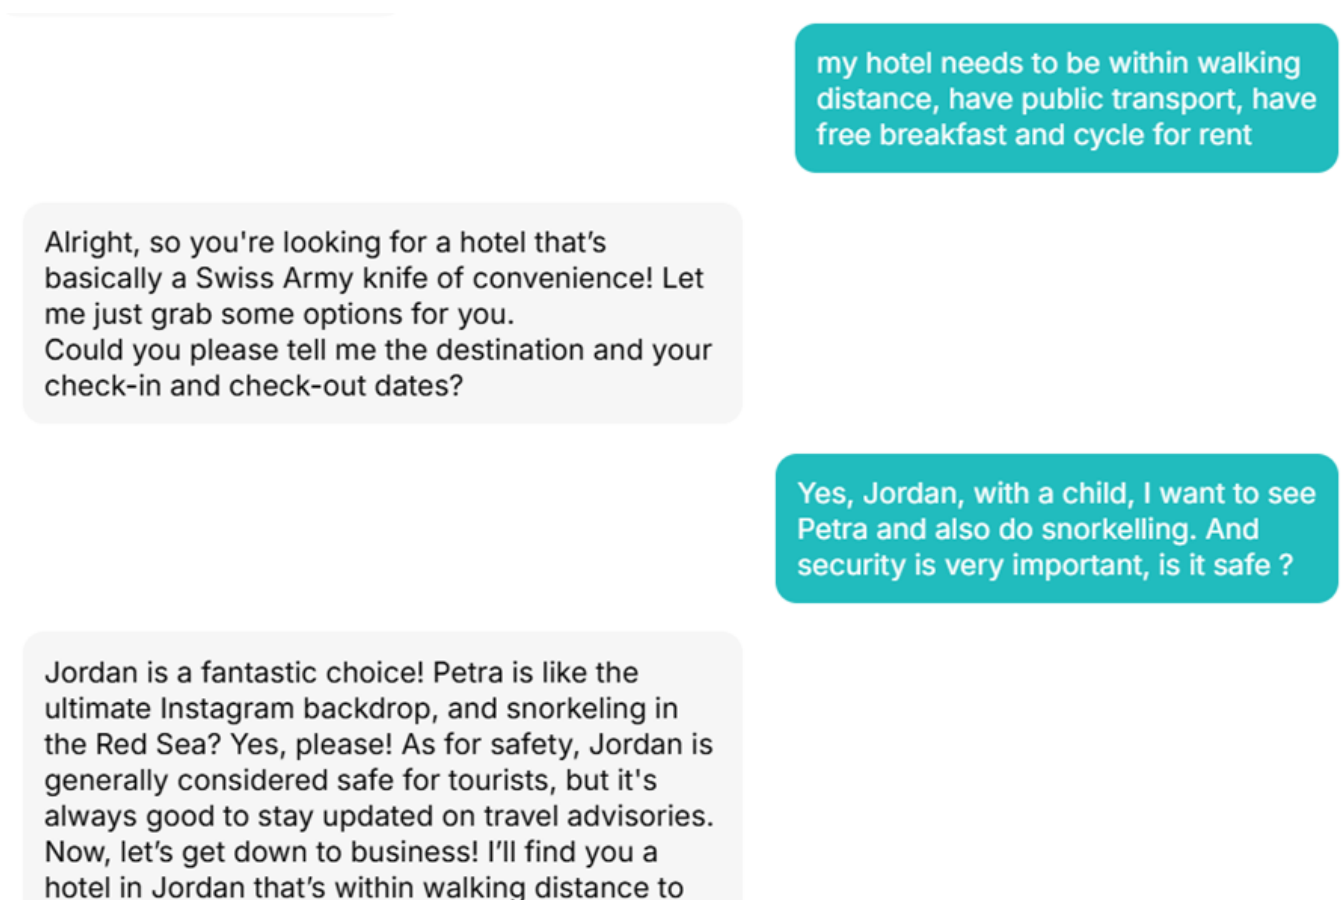 my hotel needs to be within walking
distance, have public transport, have
free breakfast and cycle for rent
Alright, so you're looking for a hotel that’s
basically a Swiss Army knife of convenience! Let
me just grab some options for you.
Could you please tell me the destination and your
check-in and check-out dates?
Yes, Jordan, with a child, I want to see
Petra and also do snorkelling. And
security is very important, is it safe ?
Jordan is a fantastic choice! Petra is like the
ultimate Instagram backdrop, and snorkeling in
the Red Sea? Yes, please! As for safety, Jordan is
generally considered safe for tourists, but it's
always good to stay updated on travel advisories.
Now, let’s get down to business! I’ll find you a
hotel in Jordan that’s within walking distance to